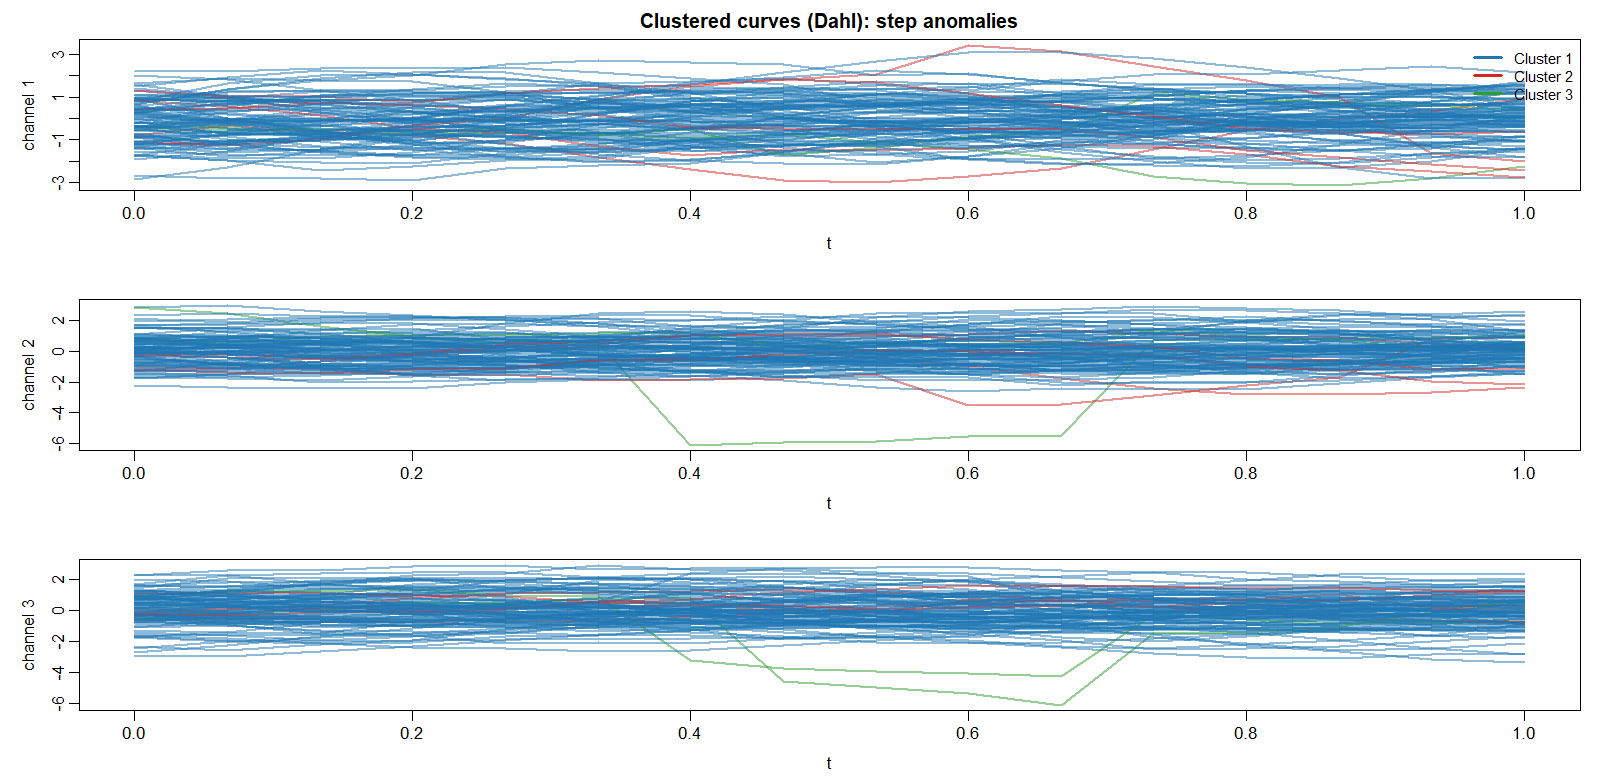 Clustered curves (Dahl): step anomalies
channel 1
3
1
-1
-3
Cluster 1
Cluster 2
Cluster 3
0.0 0.2 0.4 0.6 0.8 1.0
t
channel 2
2
0
-2
-4
-6
0.0 0.2 0.4 0.6 0.8 1.0
t
channel 3
2
0
-2
-4
-6
0.0 0.2 0.4 0.6 0.8 1.0
t